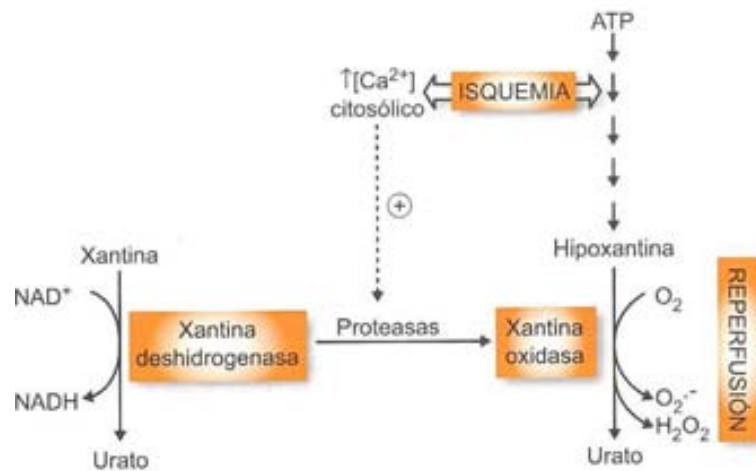 ATP
↑[Ca²⁺]
citosólico
ISQUEMIA
+
Xantina
Hipoxantina
NAD⁺
Xantina
deshidrogenasa
Proteasas
Xantina
oxidasa
O₂
REPERFUSIÓN
NADH
O₂·⁻
H₂O₂
Urato
Urato